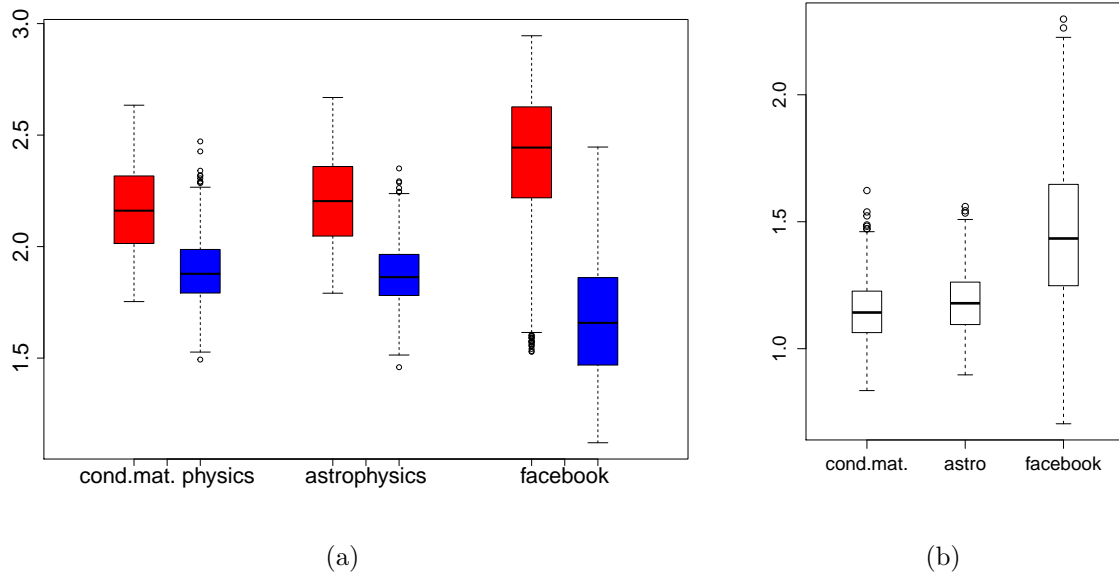 3.0
2.5
2.0
1.5
cond.mat. physics astrophysics facebook
(a)
2.0
1.5
1.0
cond.mat. astro facebook
(b)